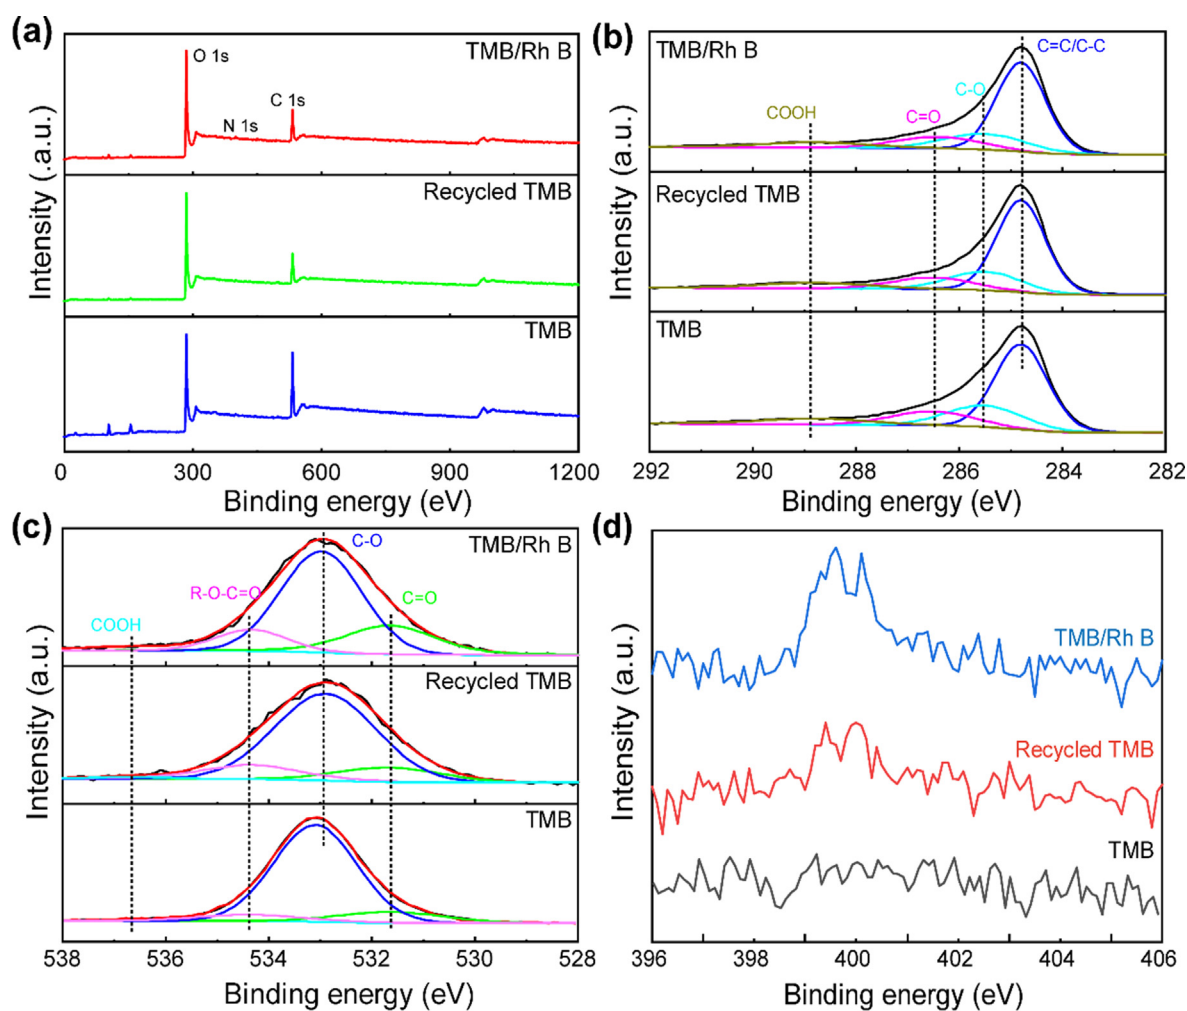 (a)
TMB/Rh B
O 1s
C 1s
N 1s
Recycled TMB
TMB
Intensity (.a.u.)
0 300 600 900 1200
Binding energy (eV)
(b)
TMB/Rh B
C=C/C-C
C-O
COOH
C=O
Recycled TMB
TMB
Intensity (a.u.)
292 290 288 286 284 282
Binding energy (eV)
(c)
TMB/Rh B
C-O
R-O-C=O
C=O
COOH
Recycled TMB
TMB
Intensity (a.u.)
538 536 534 532 530 528
Binding energy (eV)
(d)
TMB/Rh B
Recycled TMB
TMB
Intensity (a.u.)
396 398 400 402 404 406
Binding energy (eV)